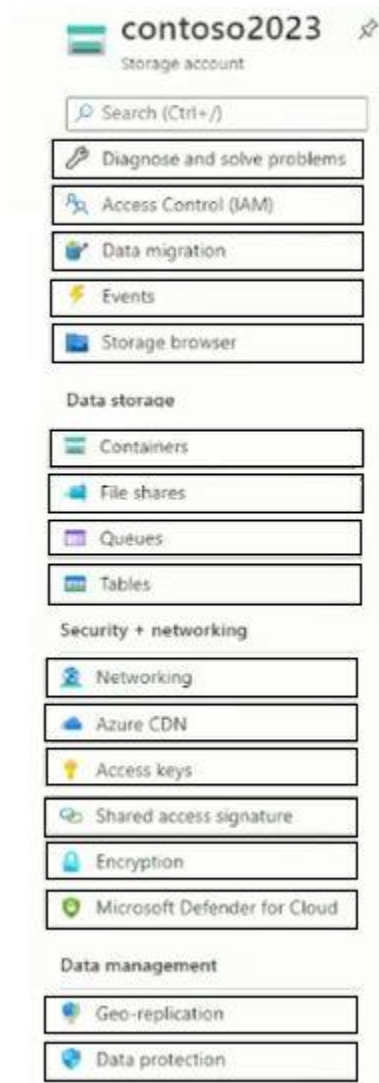 contoso2023
Storage account
Search (Ctrl+/)
Diagnose and solve problems
Access Control (IAM)
Data migration
Events
Storage browser
Data storage
Containers
File shares
Queues
Tables
Security + networking
Networking
Azure CDN
Access keys
Shared access signature
Encryption
Microsoft Defender for Cloud
Data management
Geo-replication
Data protection